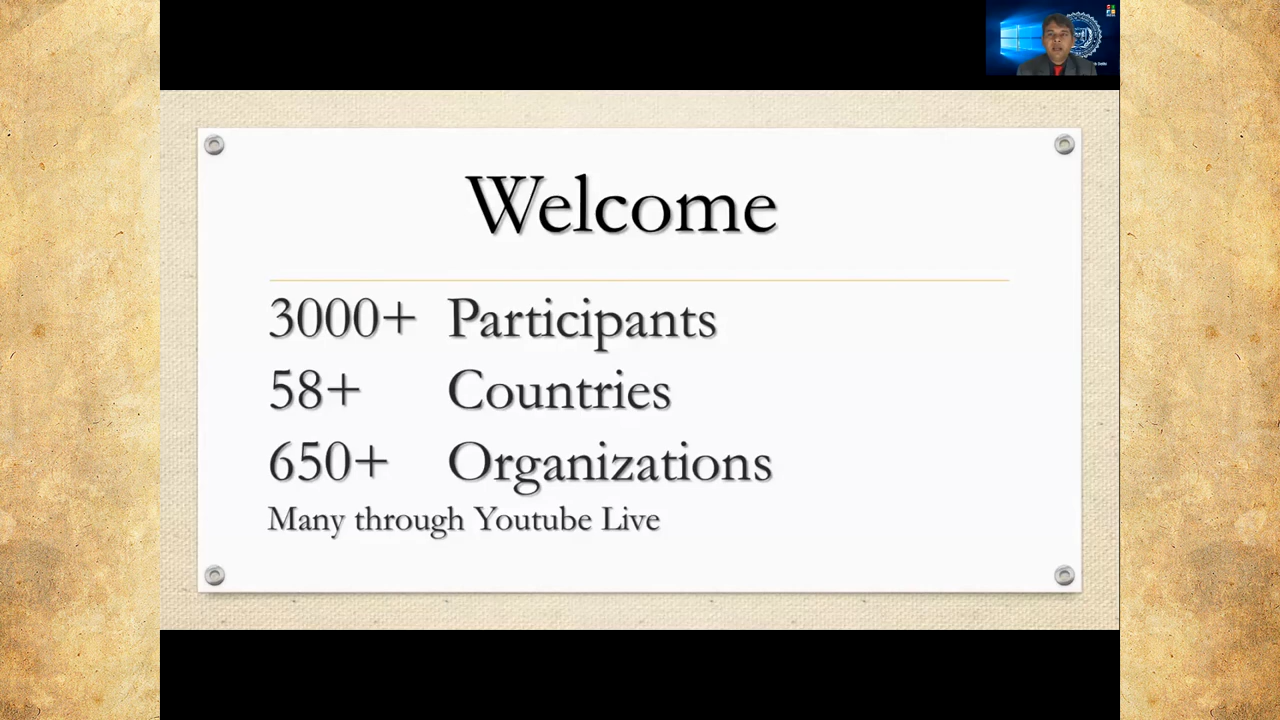 Welcome
3000+ Participants
58+ Countries
650+ Organizations
Many through Youtube Live